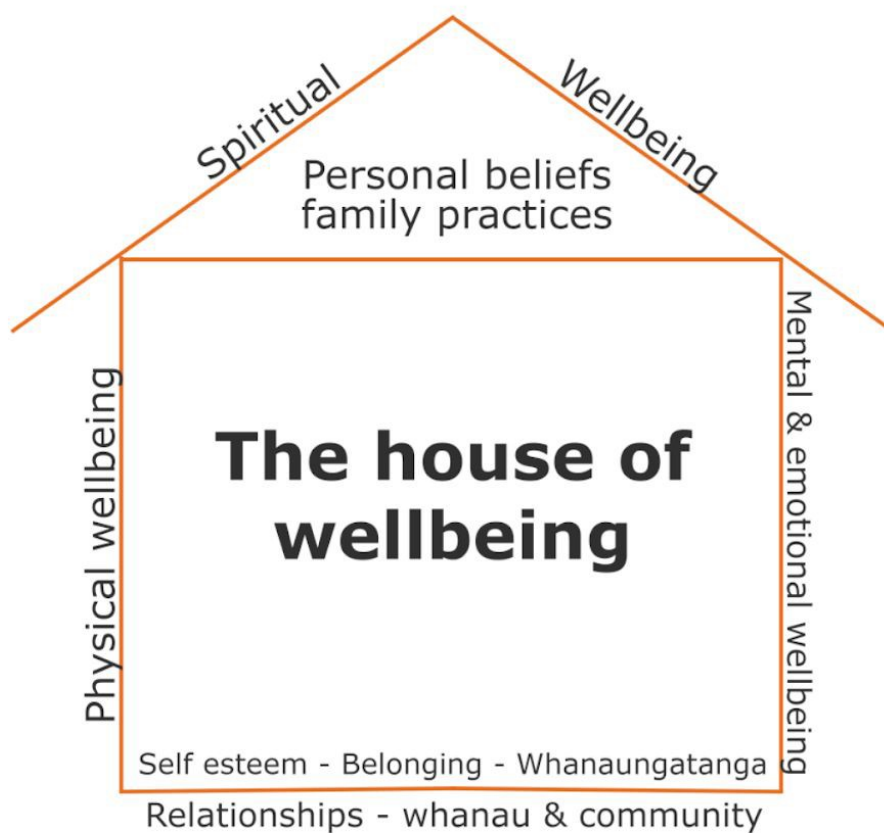 Spiritual
Wellbeing
Personal beliefs
family practices
Physical wellbeing
Mental & emotional wellbeing
The house of
wellbeing
Self esteem - Belonging - Whanaungatanga
Relationships - whanau & community